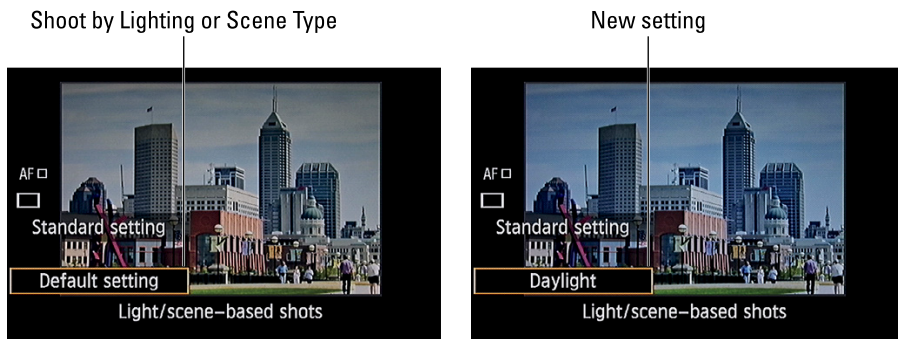 Shoot by Lighting or Scene Type
New setting
AF
Standard setting
Default setting
Light/scene-based shots
AF
Standard setting
Daylight
Light/scene-based shots